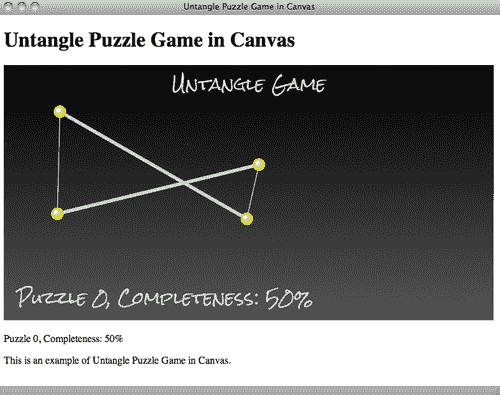 Untangle Puzzle Game in Canvas
Untangle Puzzle Game in Canvas
Untangle Game
Puzzle 0, Completeness: 50%
Puzzle 0, Completeness: 50%
This is an example of Untangle Puzzle Game in Canvas.